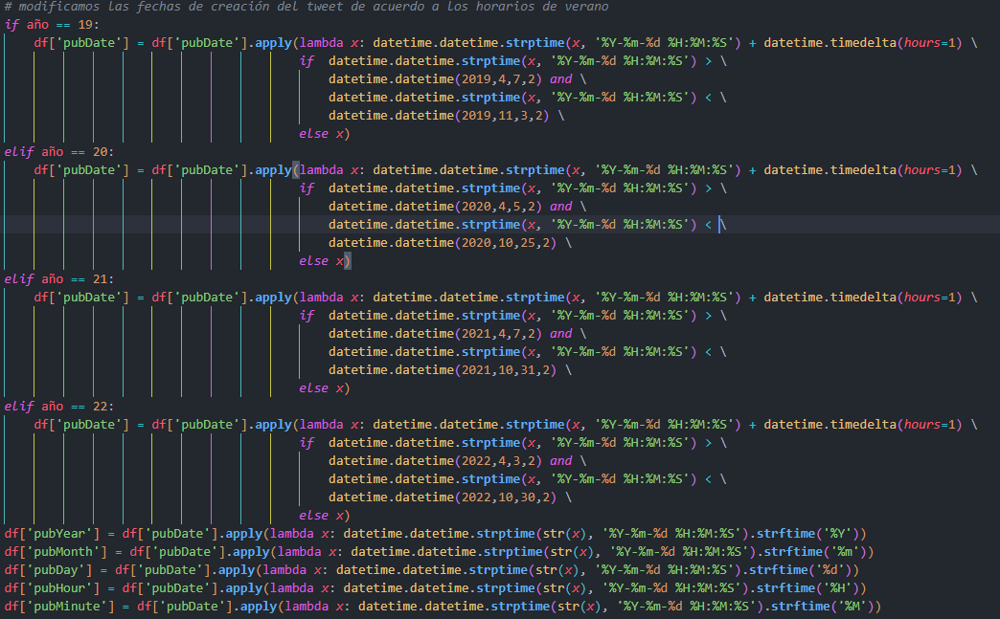 # modificamos las fechas de creación del tweet de acuerdo a los horarios de verano
if año == 19:
df['pubDate'] = df['pubDate'].apply(lambda x: datetime.datetime.strptime(x, '%Y-%m-%d %H:%M:%S') + datetime.timedelta(hours=1) \
if datetime.datetime.strptime(x, '%Y-%m-%d %H:%M:%S') > \
datetime.datetime(2019,4,7,2) and \
datetime.datetime.strptime(x, '%Y-%m-%d %H:%M:%S') < \
datetime.datetime(2019,11,3,2) \
else x)
elif año == 20:
df['pubDate'] = df['pubDate'].apply(lambda x: datetime.datetime.strptime(x, '%Y-%m-%d %H:%M:%S') + datetime.timedelta(hours=1) \
if datetime.datetime.strptime(x, '%Y-%m-%d %H:%M:%S') > \
datetime.datetime(2020,4,5,2) and \
datetime.datetime.strptime(x, '%Y-%m-%d %H:%M:%S') < \
datetime.datetime(2020,10,25,2) \
else x)
elif año == 21:
df['pubDate'] = df['pubDate'].apply(lambda x: datetime.datetime.strptime(x, '%Y-%m-%d %H:%M:%S') + datetime.timedelta(hours=1) \
if datetime.datetime.strptime(x, '%Y-%m-%d %H:%M:%S') > \
datetime.datetime(2021,4,7,2) and \
datetime.datetime.strptime(x, '%Y-%m-%d %H:%M:%S') < \
datetime.datetime(2021,10,31,2) \
else x)
elif año == 22:
df['pubDate'] = df['pubDate'].apply(lambda x: datetime.datetime.strptime(x, '%Y-%m-%d %H:%M:%S') + datetime.timedelta(hours=1) \
if datetime.datetime.strptime(x, '%Y-%m-%d %H:%M:%S') > \
datetime.datetime(2022,4,3,2) and \
datetime.datetime.strptime(x, '%Y-%m-%d %H:%M:%S') < \
datetime.datetime(2022,10,30,2) \
else x)
df['pubYear'] = df['pubDate'].apply(lambda x: datetime.datetime.strptime(str(x), '%Y-%m-%d %H:%M:%S').strftime('%Y'))
df['pubMonth'] = df['pubDate'].apply(lambda x: datetime.datetime.strptime(str(x), '%Y-%m-%d %H:%M:%S').strftime('%m'))
df['pubDay'] = df['pubDate'].apply(lambda x: datetime.datetime.strptime(str(x), '%Y-%m-%d %H:%M:%S').strftime('%d'))
df['pubHour'] = df['pubDate'].apply(lambda x: datetime.datetime.strptime(str(x), '%Y-%m-%d %H:%M:%S').strftime('%H'))
df['pubMinute'] = df['pubDate'].apply(lambda x: datetime.datetime.strptime(str(x), '%Y-%m-%d %H:%M:%S').strftime('%M'))